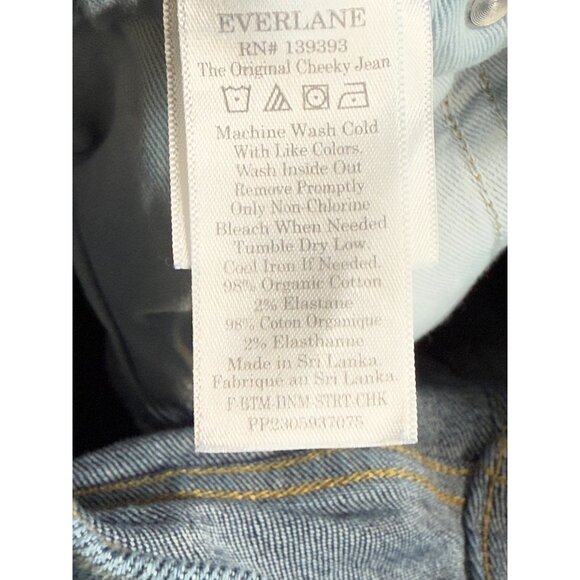 EVERLANE
RN# 139393
The Original Cheeky Jean
Machine Wash Cold
With Like Colors.
Wash Inside Out
Remove Promptly
Only Non-Chlorine
Bleach When Needed
Tumble Dry Low.
Cool Iron If Needed.
98% Organic Cotton
2% Elastane
98% Coton Organique
2% Elasthanne
Made in Sri Lanka.
Fabrique au Sri Lanka.
F-BTM-DNM-STRT-CHK
PP2305937075